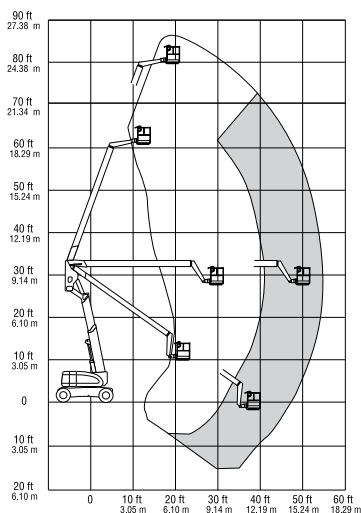 90 ft
27.38 m
80 ft
24.38 m
70 ft
21.34 m
60 ft
18.29 m
50 ft
15.24 m
40 ft
12.19 m
30 ft
9.14 m
20 ft
6.10 m
10 ft
3.05 m
0
10 ft
3.05 m
20 ft
6.10 m
0 10 ft 20 ft 30 ft 40 ft 50 ft 60 ft
3.05 m 6.10 m 9.14 m 12.19 m 15.24 m 18.29 m